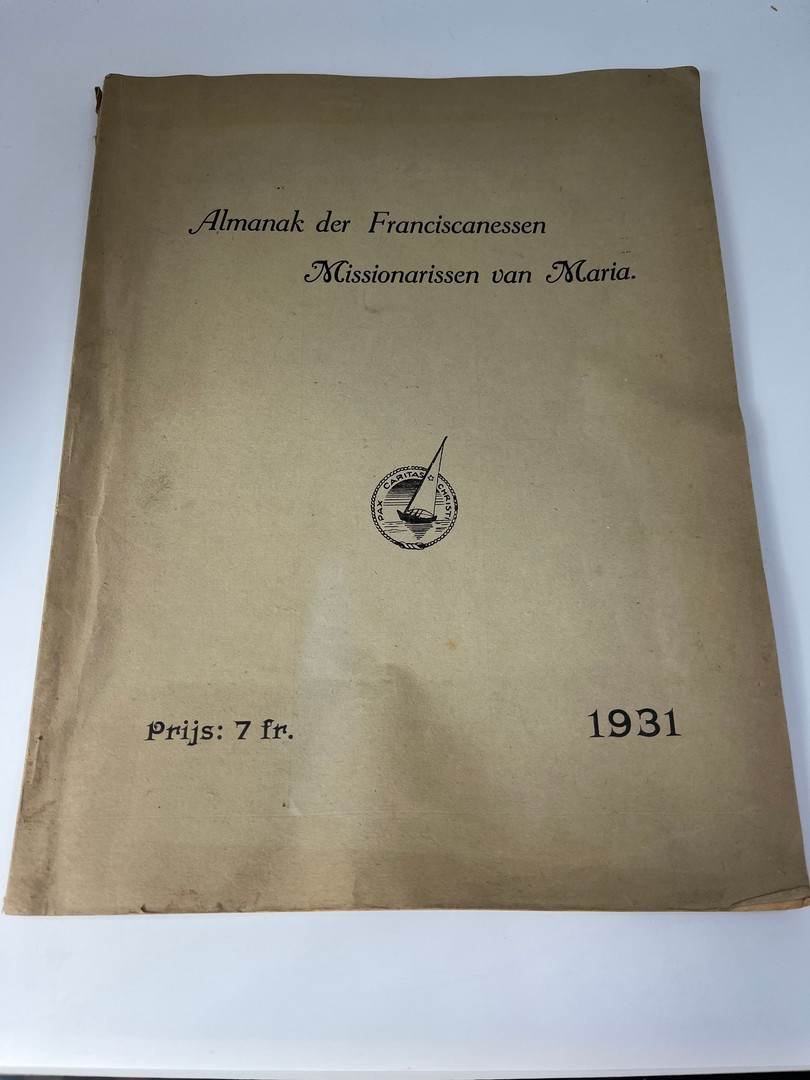 Almanak der Franciscanessen
Missionarissen van Maria.
PAX CARITAS CHRISTI
Prijs: 7 fr.
1931